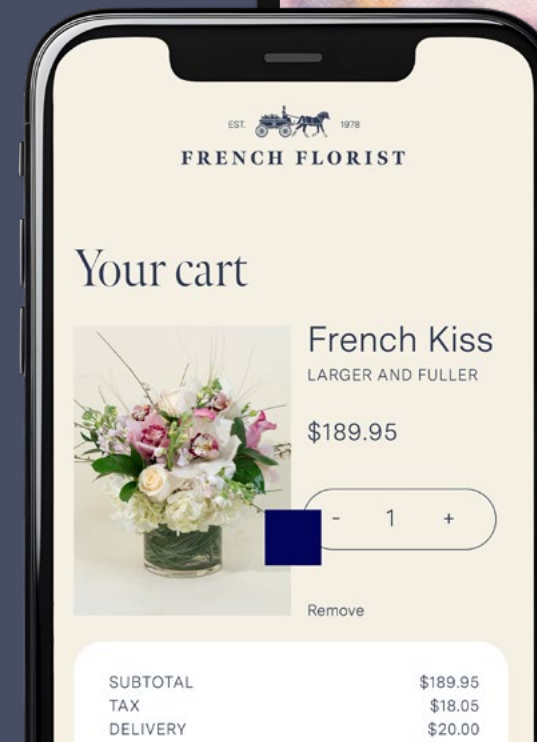 EST. 1978
FRENCH FLORIST
Your cart
French Kiss
LARGER AND FULLER
$189.95
- 1 +
Remove
SUBTOTAL $189.95
TAX $18.05
DELIVERY $20.00